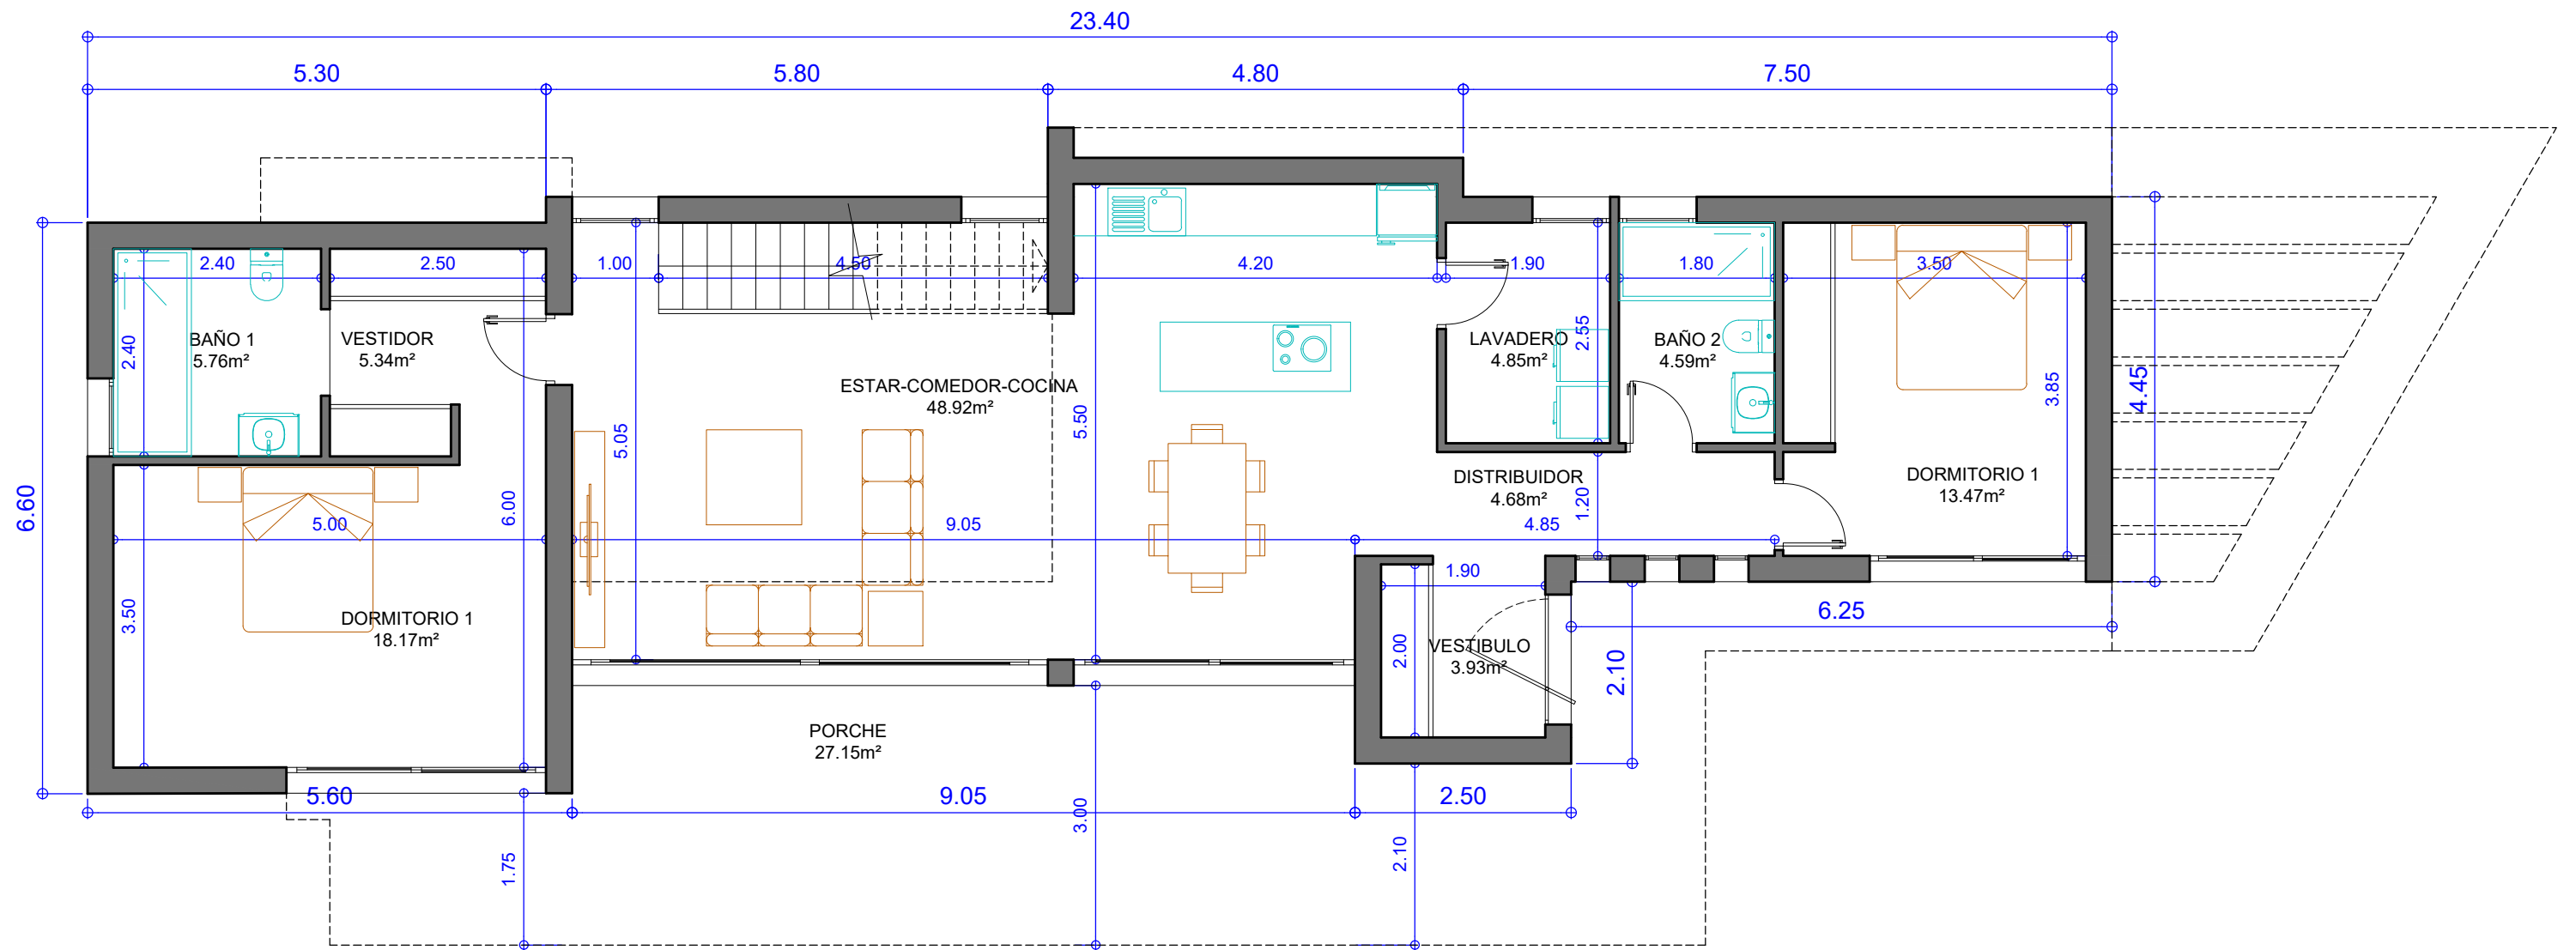 23.40
5.30
5.80
4.80
7.50
2.40
2.50
1.00
4.50
4.20
1.90
1.80
3.50
BAÑO 1
5.76m²
2.40
VESTIDOR
5.34m²
ESTAR-COMEDOR-COCINA
48.92m²
LAVADERO
4.85m²
2.55
BAÑO 2
4.59m²
3.85
4.45
5.05
5.50
6.60
6.00
5.00
9.05
DISTRIBUIDOR
4.68m²
1.20
4.85
DORMITORIO 1
13.47m²
1.90
3.50
DORMITORIO 1
18.17m²
2.00
VESTIBULO
3.93m²
2.10
6.25
PORCHE
27.15m²
5.60
9.05
2.50
3.00
1.75
2.10